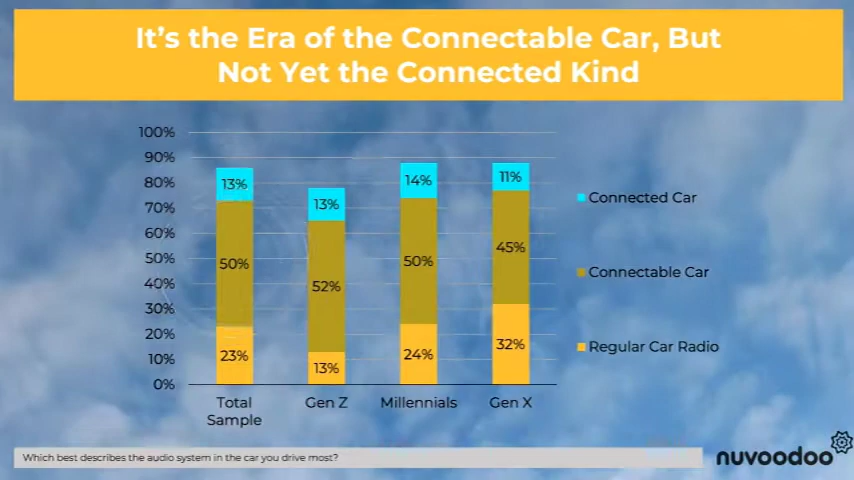 It's the Era of the Connectable Car, But
Not Yet the Connected Kind
100%
90%
80%
70%
60%
50%
40%
30%
20%
10%
0%
13%
50%
23%
13%
52%
13%
14%
50%
24%
11%
45%
32%
Total
Sample
Gen Z
Millennials
Gen X
Connected Car
Connectable Car
Regular Car Radio
Which best describes the audio system in the car you drive most?
nuvoodoo